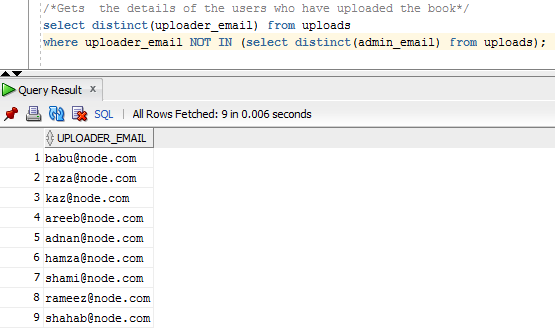 /*Gets  the details of the users who have uploaded the book*/
select distinct(uploader_email) from uploads
where uploader_email NOT IN (select distinct(admin_email) from uploads);
Query Result x
SQL | All Rows Fetched: 9 in 0.006 seconds
UPLOADER_EMAIL
1 babu@node.com
2 raza@node.com
3 kaz@node.com
4 areeb@node.com
5 adnan@node.com
6 hamza@node.com
7 shami@node.com
8 rameez@node.com
9 shahab@node.com